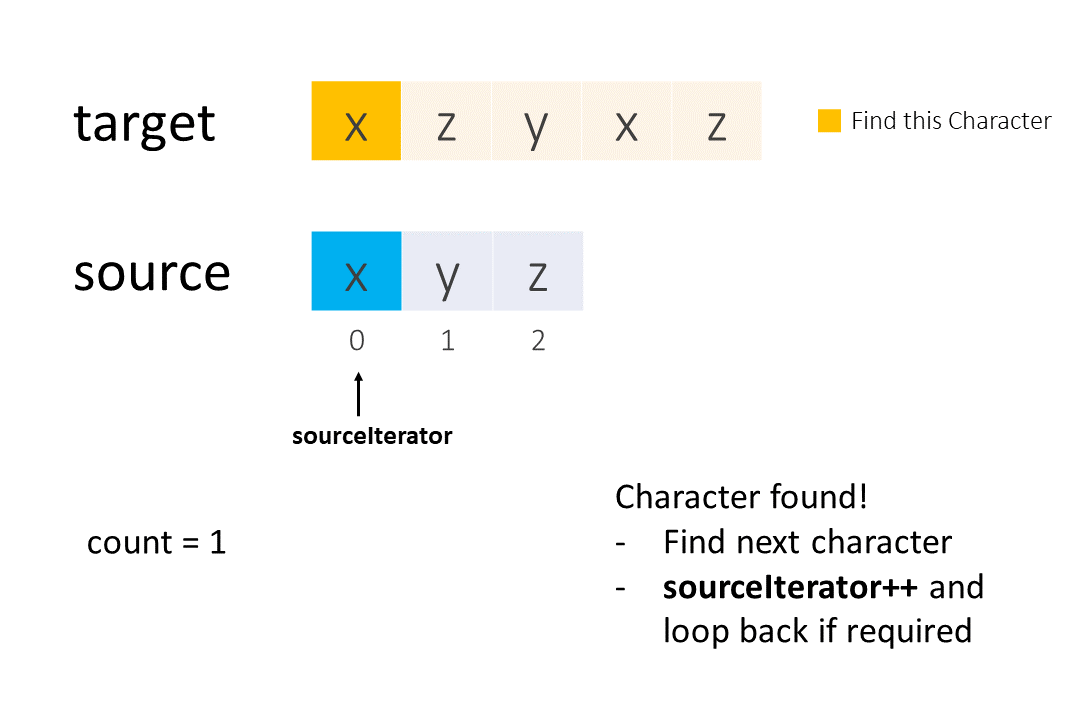 target x z y x z
Find this Character
source x y z
0 1 2
sourceIterator
Character found!
count = 1
- Find next character
- sourceIterator++ and
loop back if required